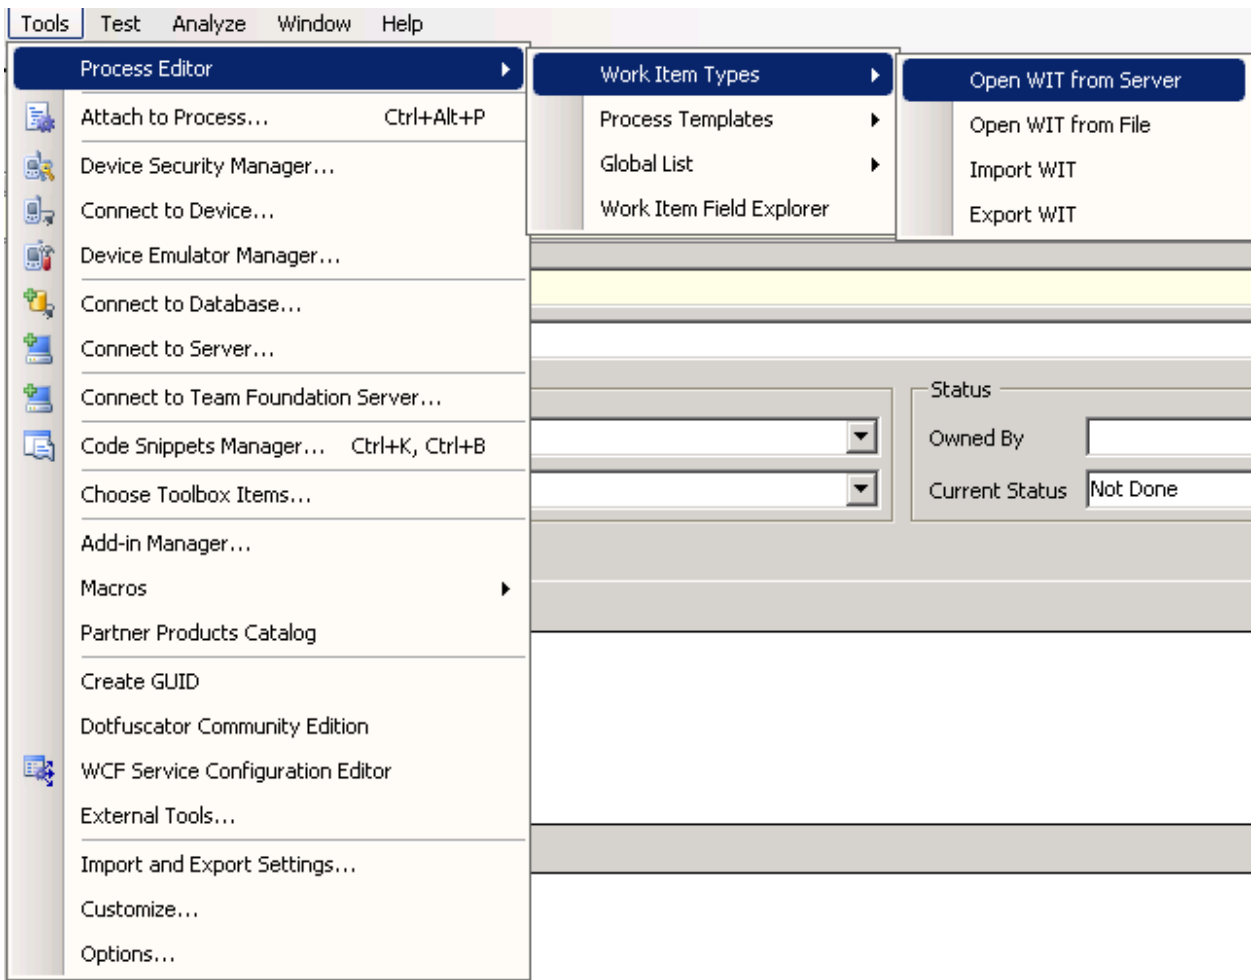 Tools Test Analyze Window Help
Process Editor
Attach to Process... Ctrl+Alt+P
Device Security Manager...
Connect to Device...
Device Emulator Manager...
Connect to Database...
Connect to Server...
Connect to Team Foundation Server...
Code Snippets Manager... Ctrl+K, Ctrl+B
Choose Toolbox Items...
Add-in Manager...
Macros
Partner Products Catalog
Create GUID
Dotfuscator Community Edition
WCF Service Configuration Editor
External Tools...
Import and Export Settings...
Customize...
Options...
Work Item Types
Process Templates
Global List
Work Item Field Explorer
Open WIT from Server
Open WIT from File
Import WIT
Export WIT
Status
Owned By
Current Status Not Done